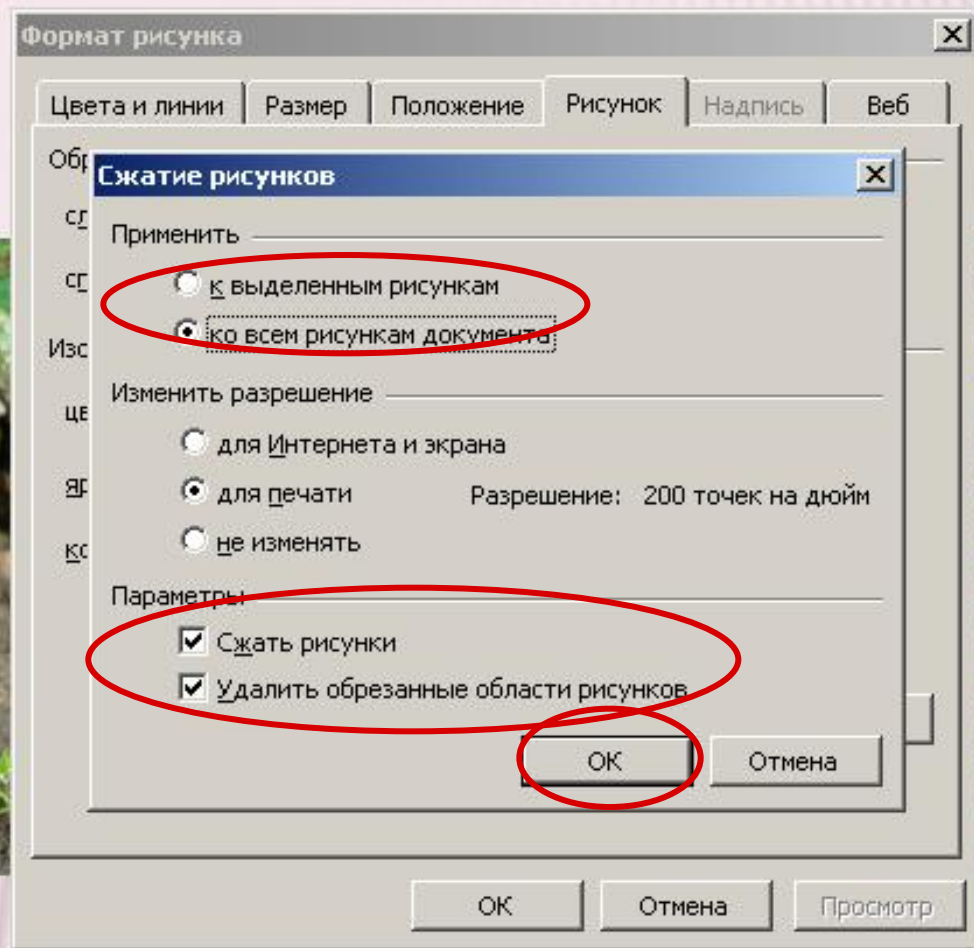 Формат рисунка
Цвета и линии Размер Положение Рисунок Надпись Веб
Сжатие рисунков
Применить
к выделенным рисункам
ко всем рисункам документа
Изменить разрешение
для Интернета и экрана
для печати Разрешение: 200 точек на дюйм
не изменять
Параметры
Сжать рисунки
Удалить обрезанные области рисунков
ОК Отмена
ОК Отмена Просмотр